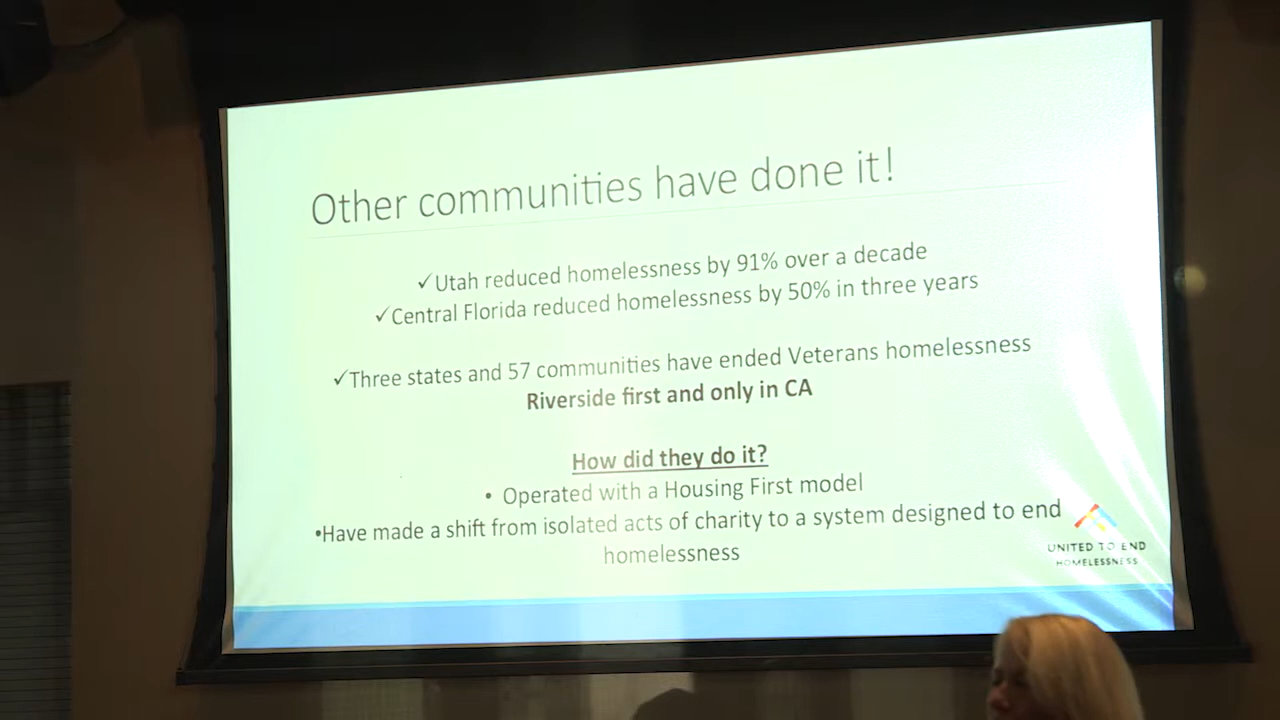 Other communities have done it!
✓Utah reduced homelessness by 91% over a decade
✓Central Florida reduced homelessness by 50% in three years
✓Three states and 57 communities have ended Veterans homelessness
Riverside first and only in CA
How did they do it?
• Operated with a Housing First model
•Have made a shift from isolated acts of charity to a system designed to end
homelessness
UNITED TO END
HOMELESSNESS